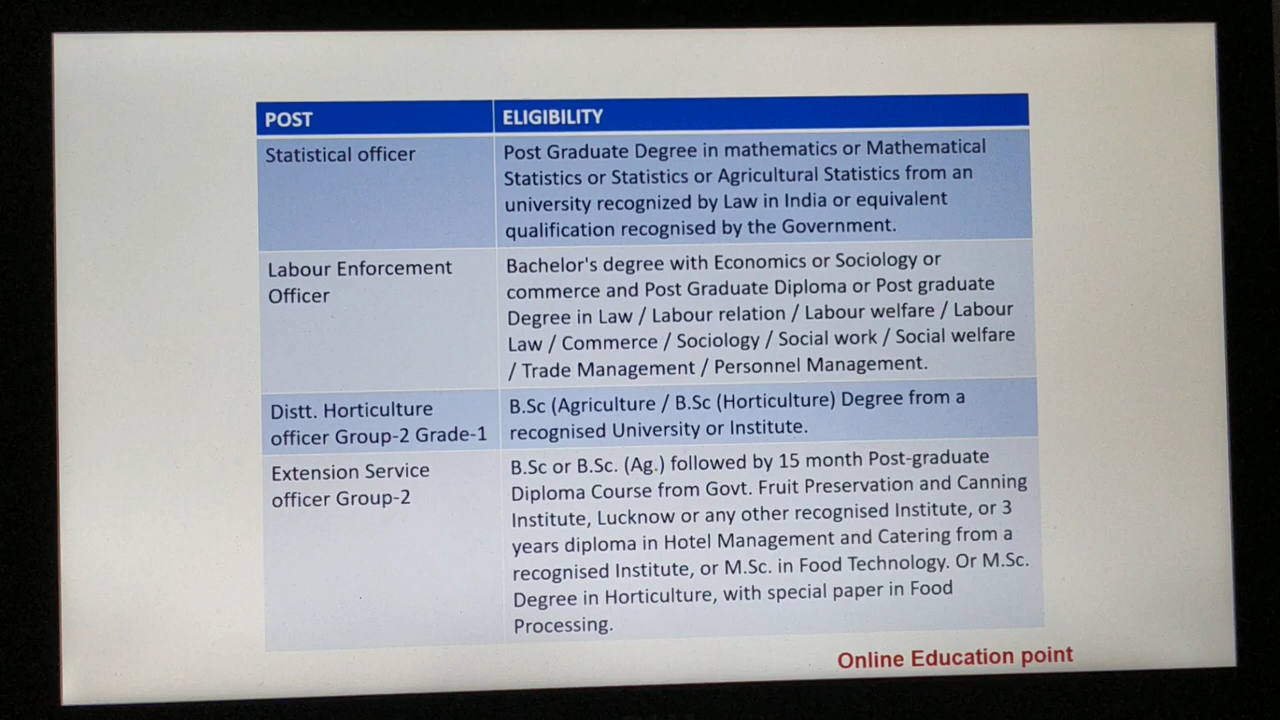 POST
ELIGIBILITY
Statistical officer
Post Graduate Degree in mathematics or Mathematical
Statistics or Statistics or Agricultural Statistics from an
university recognized by Law in India or equivalent
qualification recognised by the Government.
Labour Enforcement
Officer
Bachelor's degree with Economics or Sociology or
commerce and Post Graduate Diploma or Post graduate
Degree in Law / Labour relation / Labour welfare / Labour
Law / Commerce / Sociology / Social work / Social welfare
/ Trade Management / Personnel Management.
Distt. Horticulture
officer Group-2 Grade-1
B.Sc (Agriculture / B.Sc (Horticulture) Degree from a
recognised University or Institute.
Extension Service
officer Group-2
B.Sc or B.Sc. (Ag.) followed by 15 month Post-graduate
Diploma Course from Govt. Fruit Preservation and Canning
Institute, Lucknow or any other recognised Institute, or 3
years diploma in Hotel Management and Catering from a
recognised Institute, or M.Sc. in Food Technology. Or M.Sc.
Degree in Horticulture, with special paper in Food
Processing.
Online Education point